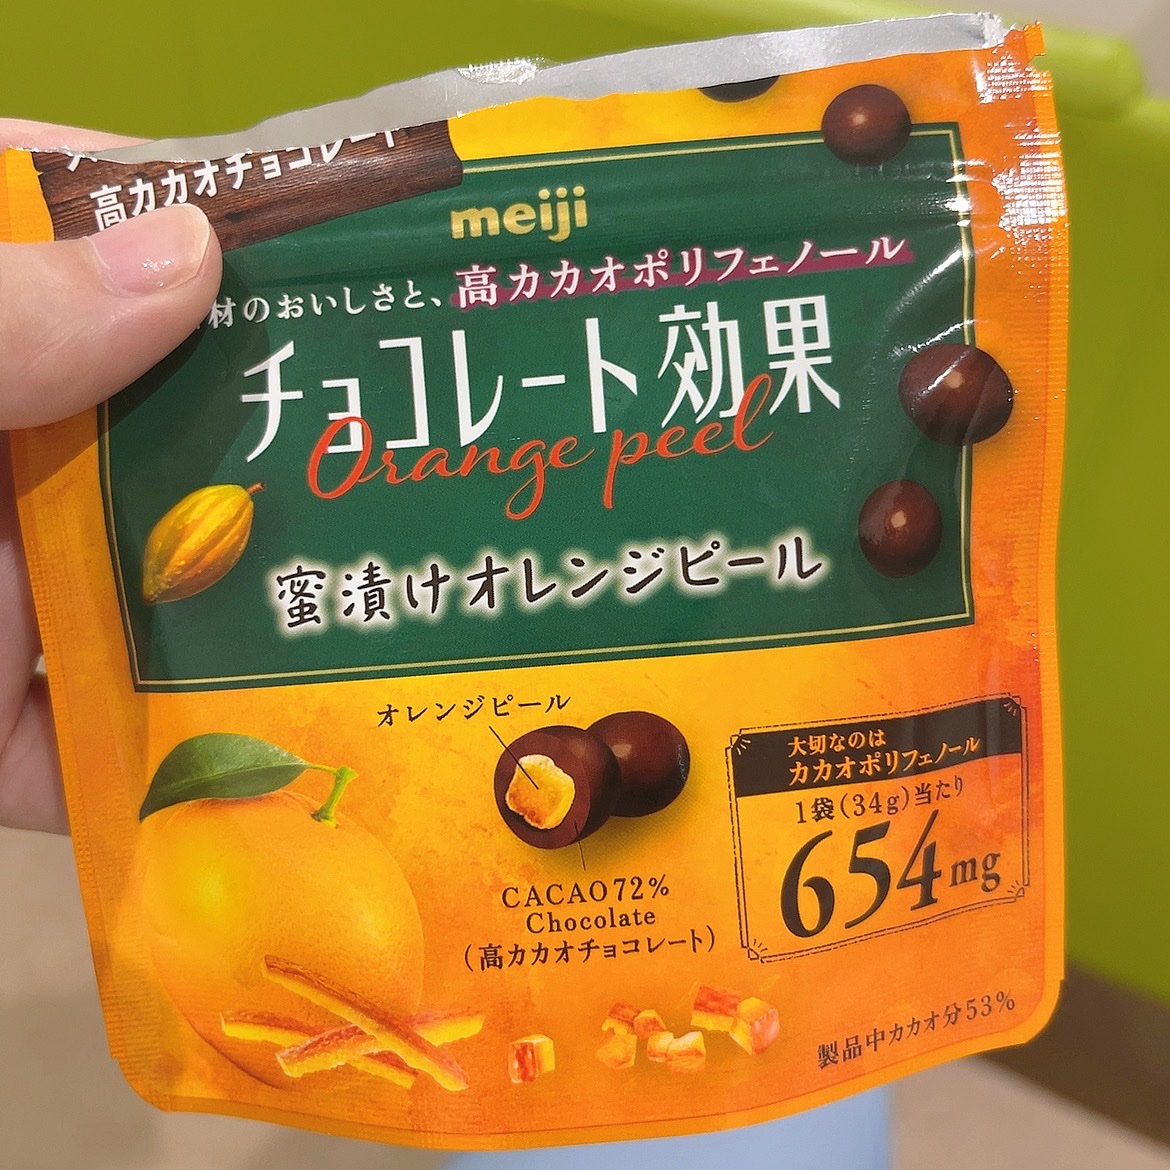 高カカオチョコレート
meiji
材のおいしさと、高カカオポリフェノール
チョコレート効果
Orange peel
蜜漬けオレンジピール
オレンジピール
CACAO72%
Chocolate
(高カカオチョコレート)
大切なのは
カカオポリフェノール
1袋(34g)当たり
654mg
製品中カカオ分53%